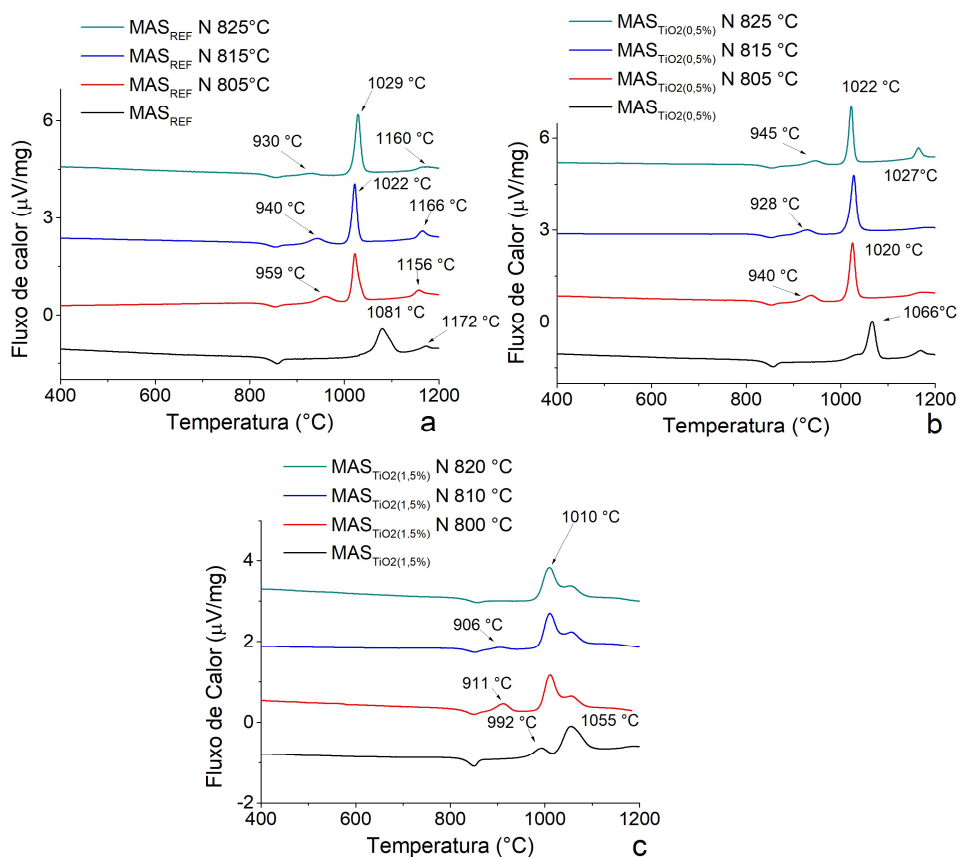 MAS_REF N 825°C
MAS_REF N 815°C
MAS_REF N 805°C
MAS_REF
1029 °C
930 °C
1160 °C
1022 °C
940 °C
1166 °C
959 °C
1156 °C
1081 °C
1172 °C
6
3
0
Fluxo de calor (μV/mg)
400 600 800 1000 1200
Temperatura (°C)
a
MAS_TiO2(0,5%) N 825 °C
MAS_TiO2(0,5%) N 815 °C
MAS_TiO2(0,5%) N 805 °C
MAS_TiO2(0,5%)
1022 °C
945 °C
1027°C
928 °C
1020 °C
940 °C
1066°C
6
3
0
Fluxo de Calor (μV/mg)
400 600 800 1000 1200
Temperatura (°C)
b
MAS_TiO2(1,5%) N 820 °C
MAS_TiO2(1,5%) N 810 °C
MAS_TiO2(1,5%) N 800 °C
MAS_TiO2(1,5%)
1010 °C
906 °C
911 °C
992 °C
1055 °C
4
2
0
-2
Fluxo de Calor (μV/mg)
400 600 800 1000 1200
Temperatura (°C)
c